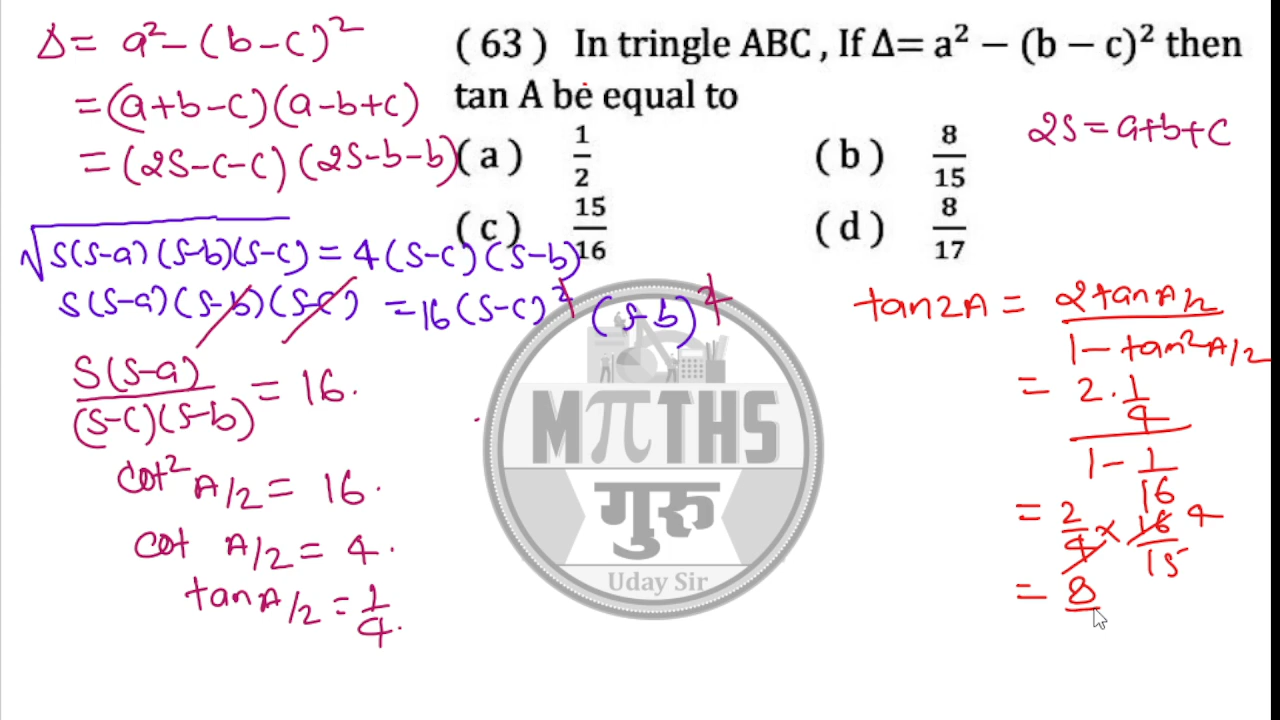 ( 63 ) In tringle ABC , If Δ= a² − (b − c)² then
tan A be equal to
( a ) 1/2 ( b ) 8/15
( c ) 15/16 ( d ) 8/17
Δ = a² - (b-c)²
= (a+b-c)(a-b+c)
= (2S-c-c)(2S-b-b)
√S(S-a)(S-b)(S-c) = 4(S-c)(S-b)
S(S-a)(S-b)(S-c) = 16(S-c)² (S-b)²
S(S-a)/(S-c)(S-b) = 16.
cot² A/2 = 16.
cot A/2 = 4.
tan A/2 = 1/4.
2S = a+b+c
tan2A = 2tanA/2 / 1-tan²A/2
= 2.1/4 / 1-1/16
= 2/4 × 16/15 4
= 8
MπTHS
गुरु
Uday Sir